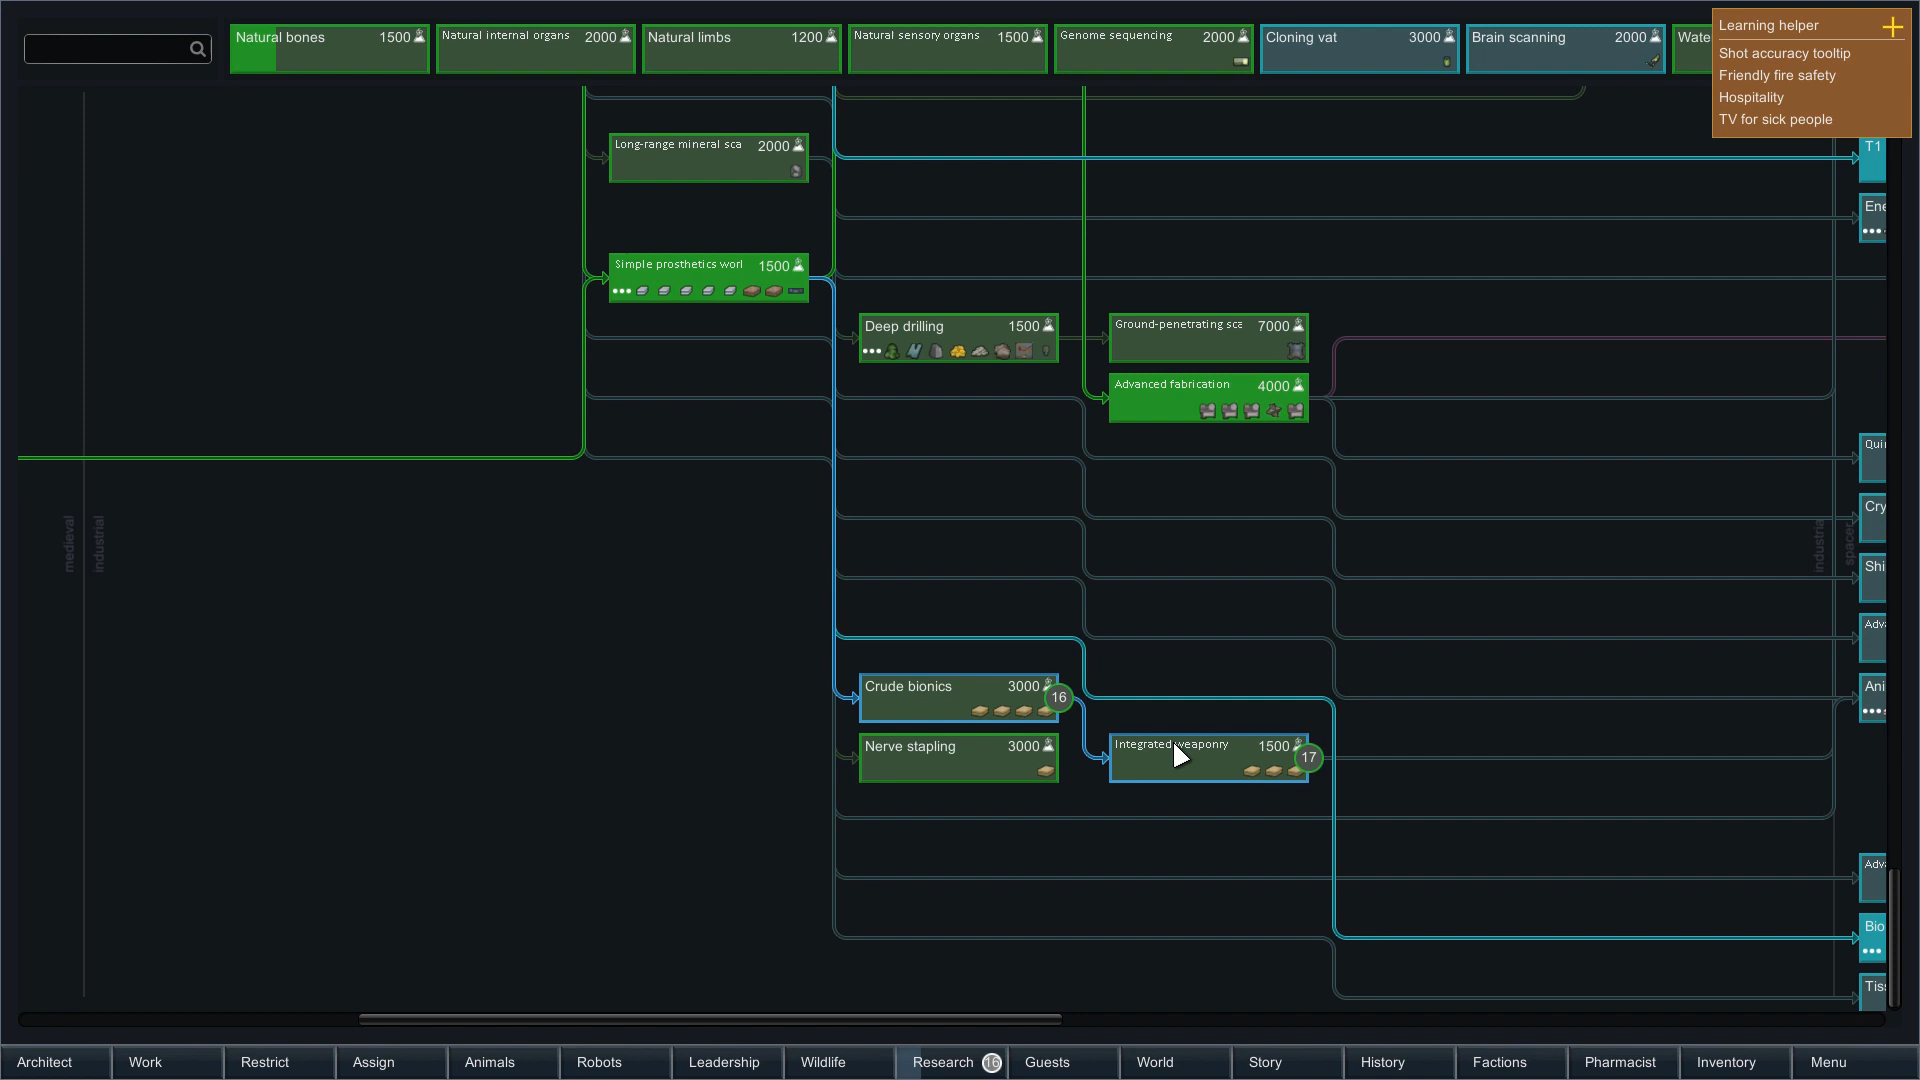 Natural bones 1500
Natural internal organs 2000
Natural limbs 1200
Natural sensory organs 1500
Genome sequencing 2000
Cloning vat 3000
Brain scanning 2000
Wate
Learning helper
Shot accuracy tooltip
Friendly fire safety
Hospitality
TV for sick people
Long-range mineral sca 2000
T1
Ene
Simple prosthetics worl 1500
Deep drilling 1500
Ground-penetrating sca 7000
Advanced fabrication 4000
Qui
Cry
medieval
industrial
industrial
spacer
Shi
Adva
Crude bionics 3000
16
Ani
Nerve stapling 3000
Integrated weaponry 1500
17
Adva
Bio
Tis
Architect
Work
Restrict
Assign
Animals
Robots
Leadership
Wildlife
Research 16
Guests
World
Story
History
Factions
Pharmacist
Inventory
Menu